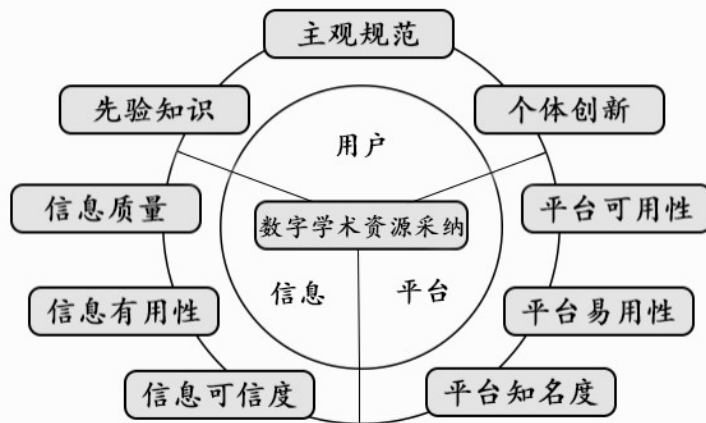 主观规范
先验知识
个体创新
用户
信息质量
数字学术资源采纳
平台可用性
信息
平台
信息有用性
平台易用性
信息可信度
平台知名度